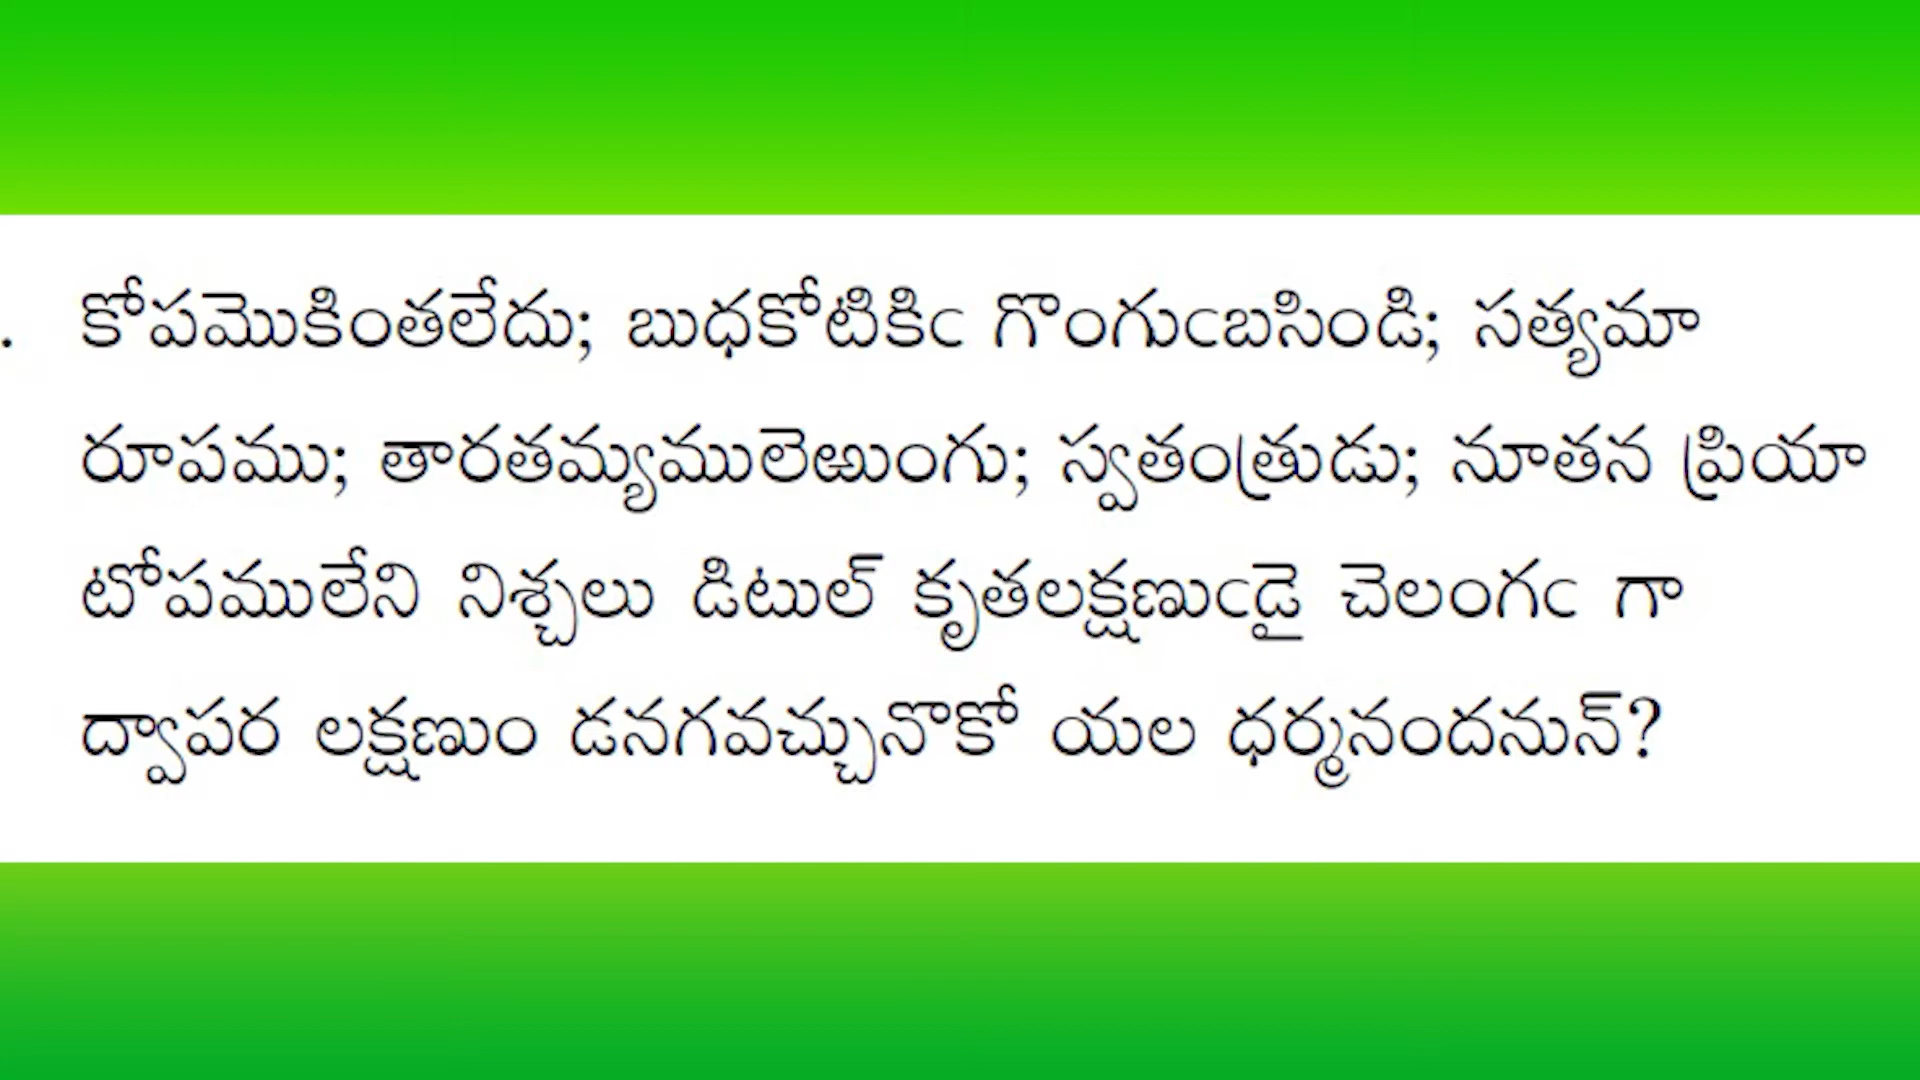 . కోపమొకింతలేదు; బుధకోటికిఁ గొంగుఁబసిండి; సత్యమా
రూపము; తారతమ్యములెఱుంగు; స్వతంత్రుడు; నూతన ప్రియా
టోపములేని నిశ్చలు డిటుల్ కృతలక్షణుఁడై చెలంగఁ గా
ద్వాపర లక్షణుం డనగవచ్చునొకో యల ధర్మనందనున్?